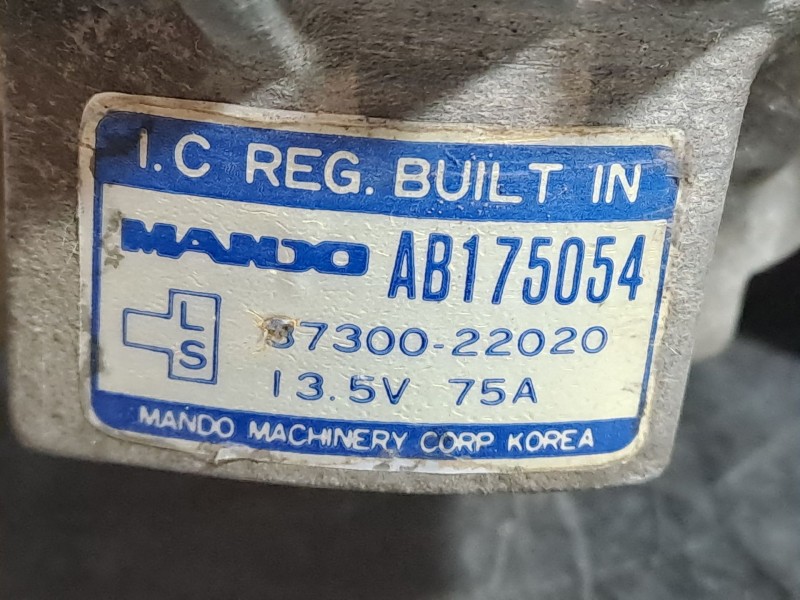 I.C REG. BUILT IN
MANDO AB175054
L
S
37300-22020
13.5V 75A
MANDO MACHINERY CORP KOREA